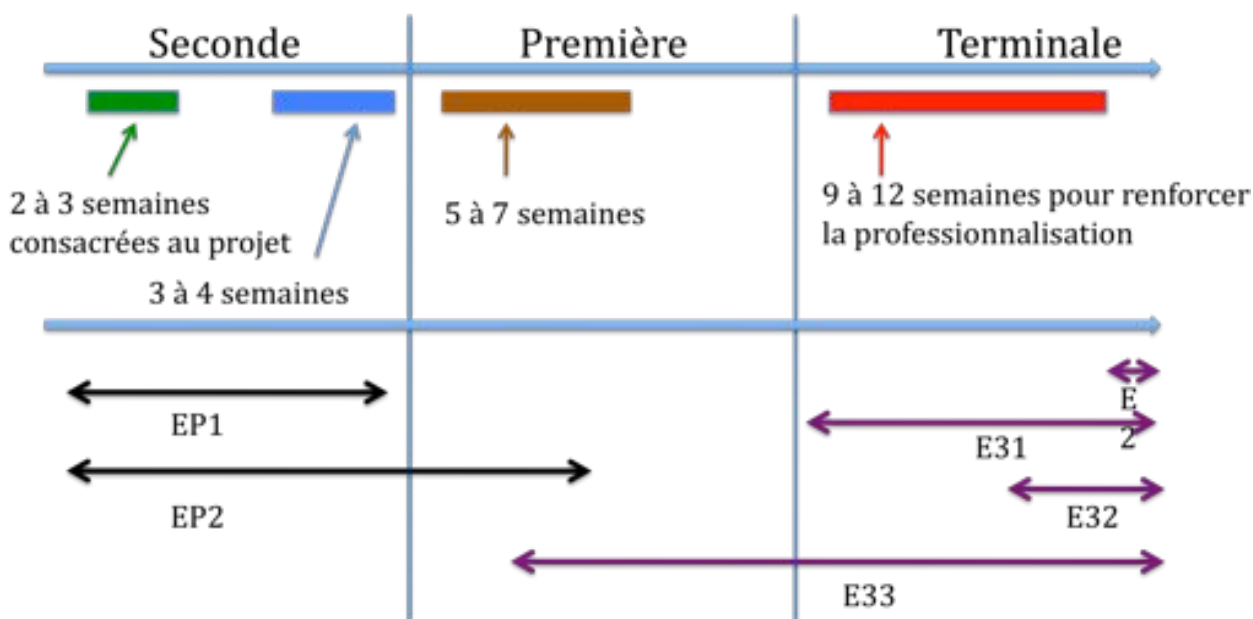 Seconde
Première
Terminale
2 à 3 semaines
consacrées au projet
3 à 4 semaines
5 à 7 semaines
9 à 12 semaines pour renforcer
la professionnalisation
EP1
EP2
E
2
E31
E32
E33